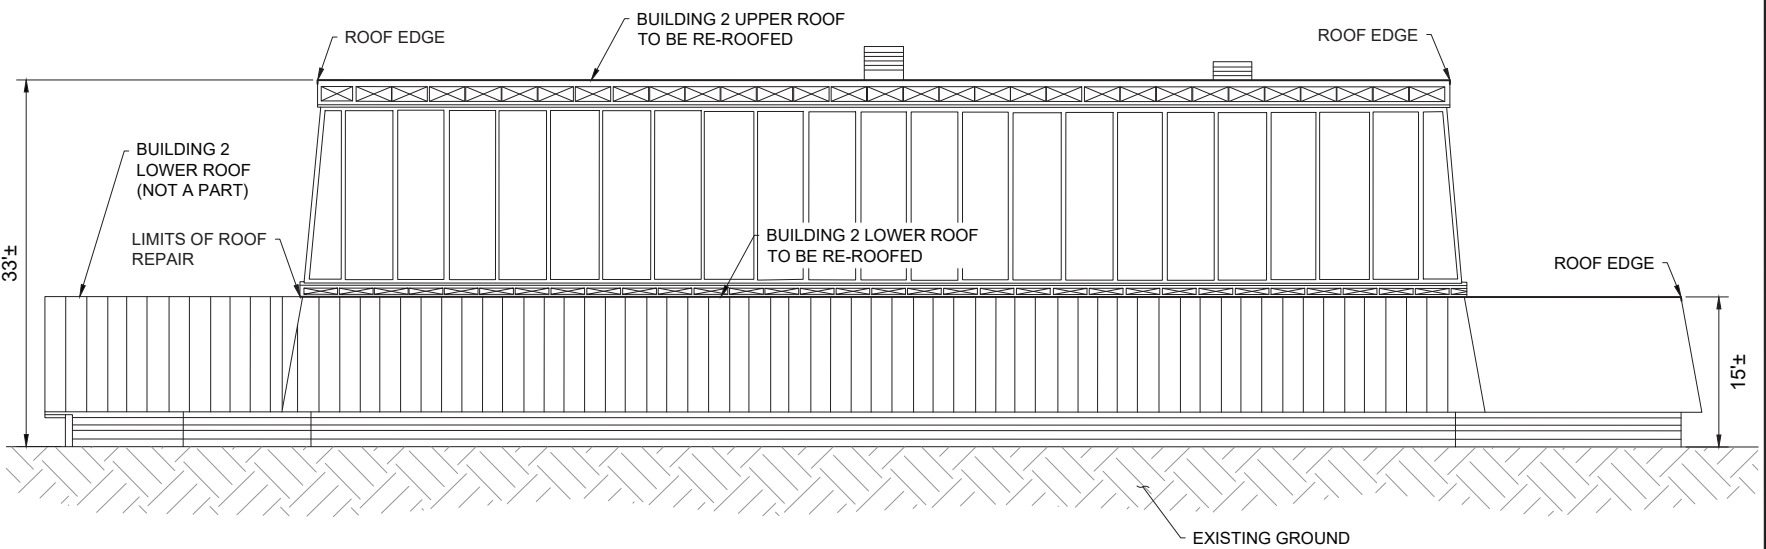 ROOF EDGE
BUILDING 2 UPPER ROOF
TO BE RE-ROOFED
ROOF EDGE
BUILDING 2
LOWER ROOF
(NOT A PART)
LIMITS OF ROOF
REPAIR
BUILDING 2 LOWER ROOF
TO BE RE-ROOFED
ROOF EDGE
33'±
15'±
EXISTING GROUND